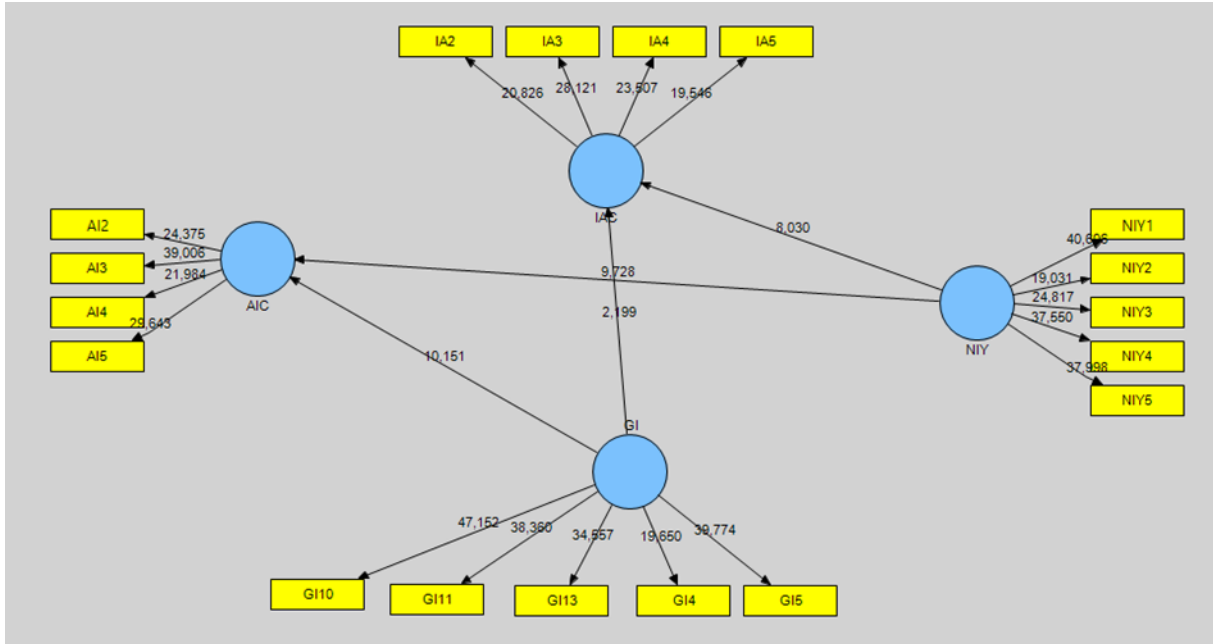 IA2 IA3 IA4 IA5
20,826 28,121 23,507 19,546
IAC
AI2
AI3
AI4
AI5
24,375
39,006
21,984
29,643
AIC
8,030
9,728
2,199
10,151
NIY
NIY1
NIY2
NIY3
NIY4
NIY5
40,606
19,031
24,817
37,550
37,998
GI
47,152 38,360 34,557 19,650 39,774
GI10 GI11 GI13 GI4 GI5